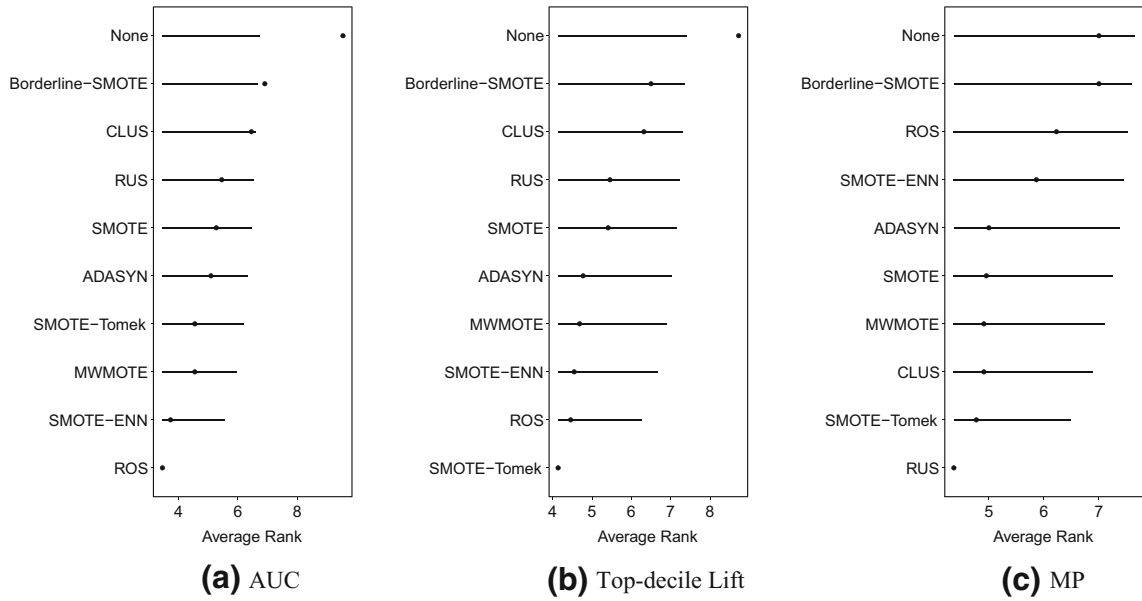 None
Borderline−SMOTE
CLUS
RUS
SMOTE
ADASYN
SMOTE−Tomek
MWMOTE
SMOTE−ENN
ROS
4 6 8
Average Rank
(a) AUC
None
Borderline−SMOTE
CLUS
RUS
SMOTE
ADASYN
MWMOTE
SMOTE−ENN
ROS
SMOTE−Tomek
4 5 6 7 8
Average Rank
(b) Top-decile Lift
None
Borderline−SMOTE
ROS
SMOTE−ENN
ADASYN
SMOTE
MWMOTE
CLUS
SMOTE−Tomek
RUS
5 6 7
Average Rank
(c) MP